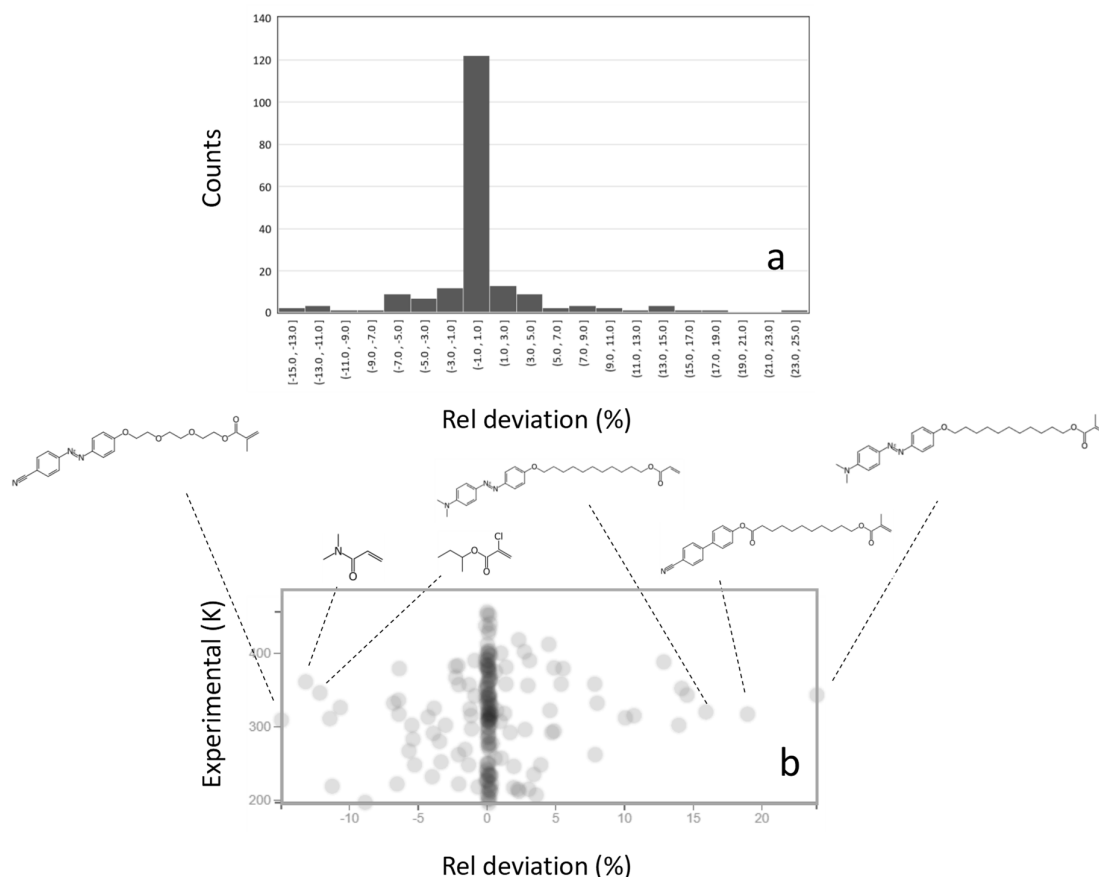 140
120
100
80
60
40
20
0
Counts
a
[-15.0 , -13.0 ]
(-13.0 , -11.0 ]
(-11.0 , -9.0 ]
(-9.0 , -7.0 ]
(-7.0 , -5.0 ]
(-5.0 , -3.0 ]
(-3.0 , -1.0 ]
(-1.0 , 1.0 ]
(1.0 , 3.0 ]
(3.0 , 5.0 ]
(5.0 , 7.0 ]
(7.0 , 9.0 ]
(9.0 , 11.0 ]
(11.0 , 13.0 ]
(13.0 , 15.0 ]
(15.0 , 17.0 ]
(17.0 , 19.0 ]
(19.0 , 21.0 ]
(21.0 , 23.0 ]
(23.0 , 25.0 ]
Rel deviation (%)
N N N O O O O O
N N N O O O
N N N O O O
N O
O O Cl
N O O O O
Experimental (K)
400
300
200
b
-10 -5 0 5 10 15 20
Rel deviation (%)